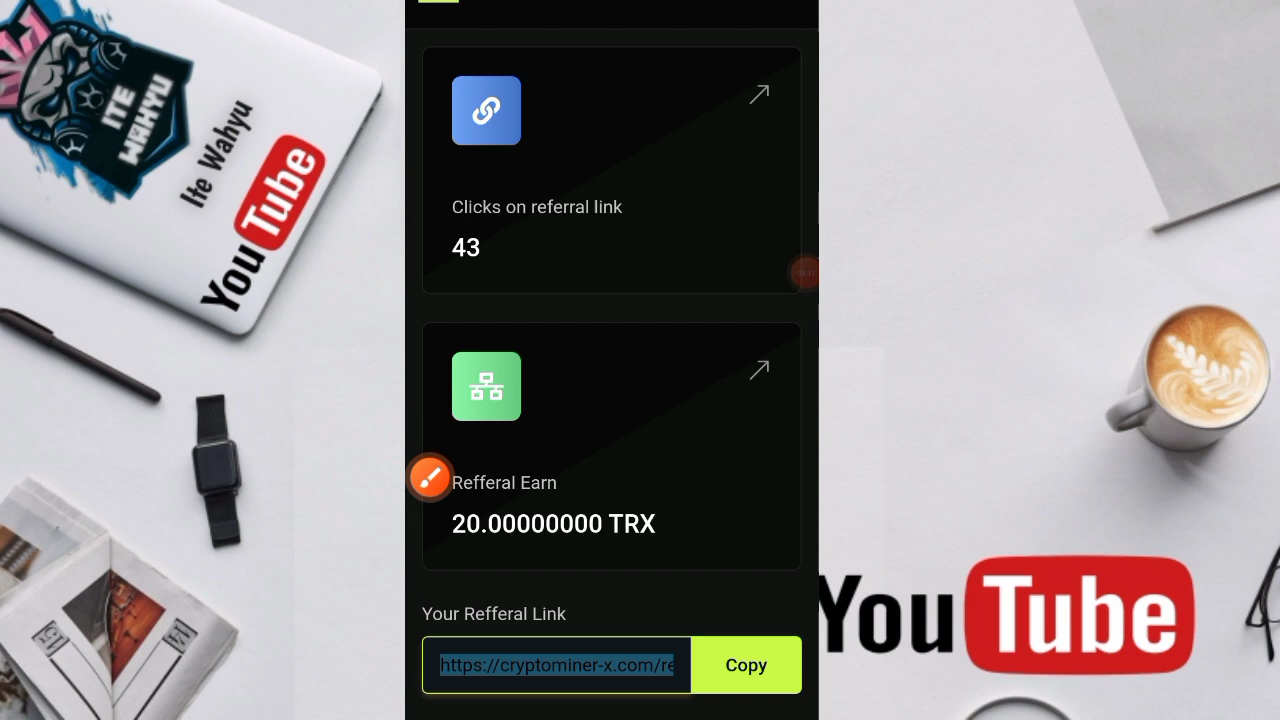 ITE
WAHYU
Ite Wahyu
YouTube
Clicks on referral link
43
Refferal Earn
20.00000000 TRX
Your Refferal Link
https://cryptominer-x.com/re
Copy
YouTube